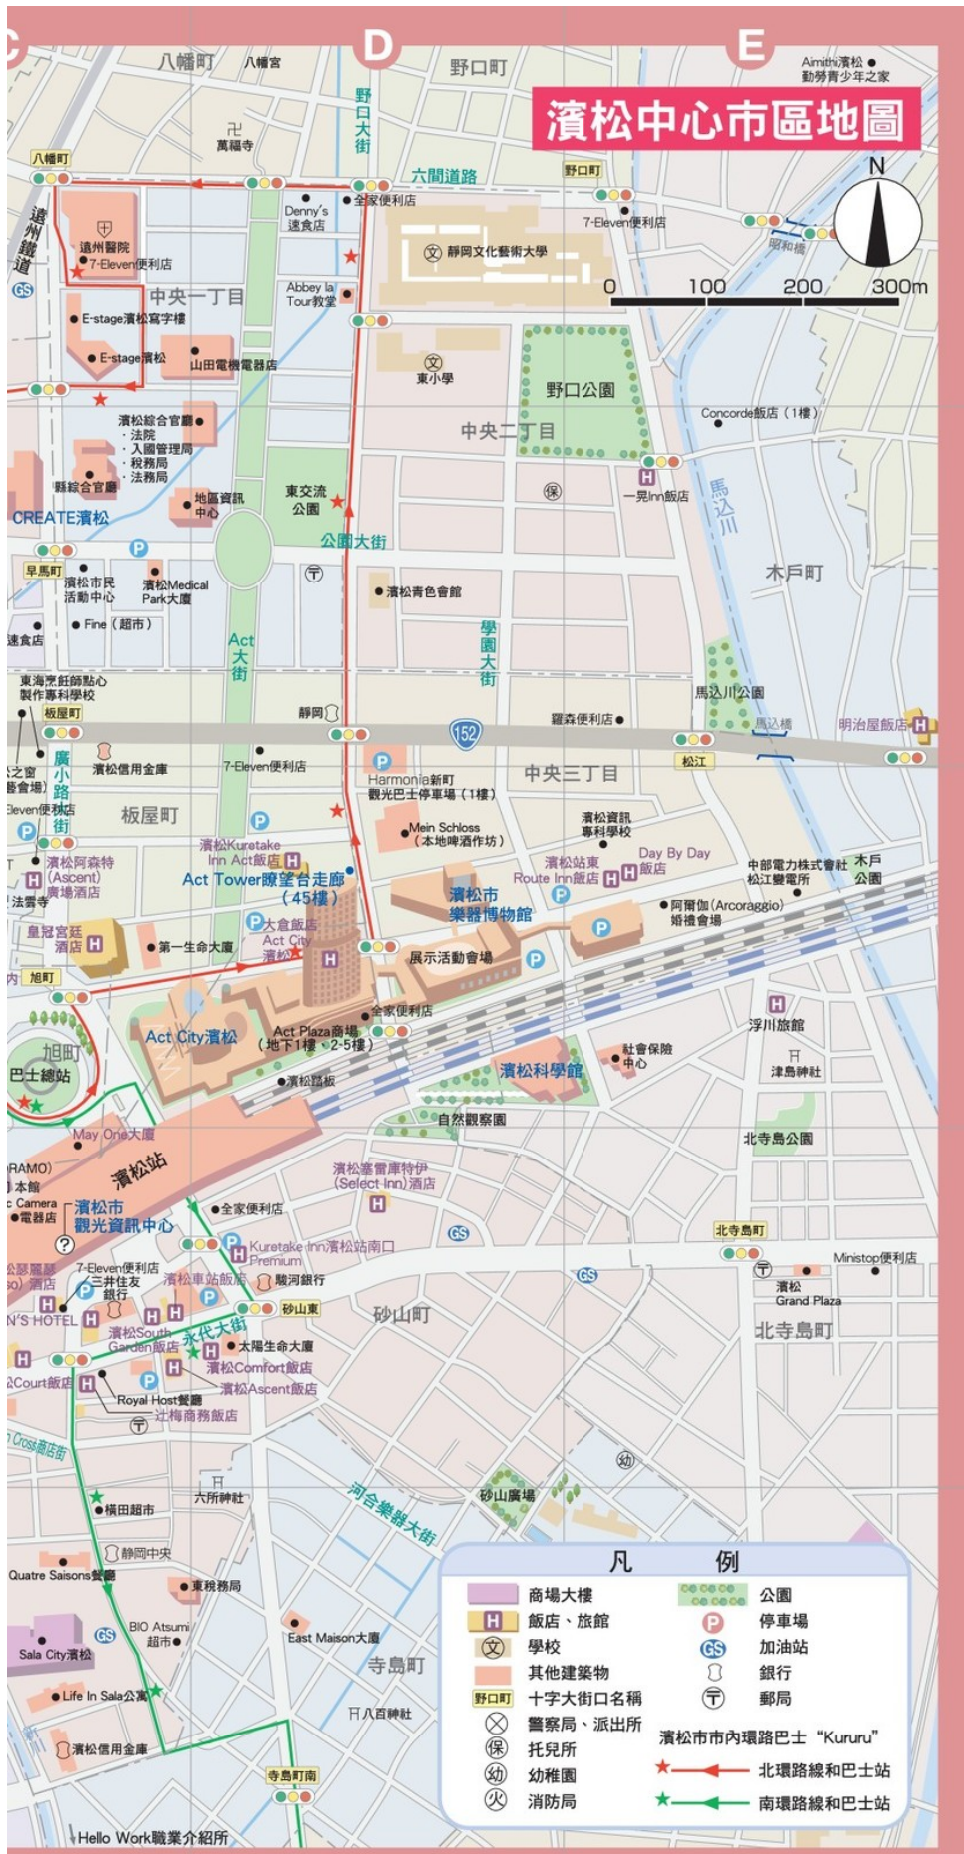 C
D
E
濱松中心市區地圖
N
0 100 200 300m
八幡町
八幡宮
野口町
Aimithi濱松
勤勞青少年之家
野口大街
萬福寺
八幡町
六間道路
野口町
Denny's
速食店
全家便利店
7-Eleven便利店
昭和橋
遠州鐵道
遠州醫院
7-Eleven便利店
文
靜岡文化藝術大學
GS
中央一丁目
Abbey la
Tour教堂
E-stage濱松寫字樓
E-stage濱松
山田電機電器店
文
東小學
野口公園
Concorde飯店（1樓）
濱松綜合官廳
·法院
·入國管理局
·稅務局
·法務局
中央二丁目
縣綜合官廳
地區資訊
中心
東交流
公園
保
H
一晃Inn飯店
馬込川
CREATE濱松
公園大街
早馬町
P
濱松市民
活動中心
濱松Medical
Park大廈
濱松青色會館
木戶町
速食店
Fine（超市）
Act大街
學園大街
東海烹飪師點心
製作專科學校
板屋町
靜岡
152
羅森便利店
馬込川公園
馬込橋
明治屋飯店
H
松江
濱松信用金庫
廣小路大街
7-Eleven便利店
P
Harmonia新町
觀光巴士停車場（1樓）
中央三丁目
板屋町
P
P
Mein Schloss
（本地啤酒作坊）
濱松資訊
專科學校
濱松阿森特
(Ascent)
廣場酒店
H
濱松Kuretake
Inn Act飯店
H
Act Tower瞭望台走廊
（45樓）
濱松市
樂器博物館
濱松站東
Route Inn飯店
H
Day By Day
飯店
H
中部電力株式會社
松江變電所
木戶
公園
法雲寺
皇冠宮廷
酒店
H
第一生命大廈
P
大倉飯店
Act City
濱松
H
展示活動會場
P
P
阿爾伽（Arcoraggio）
婚禮會場
旭町
全家便利店
H
浮川旅館
旭町
巴士總站
Act City濱松
Act Plaza商場
（地下1樓、2-5樓）
濱松科學館
社會保險
中心
津島神社
濱松踏板
自然觀察園
北寺島公園
May One大廈
濱松站
本館
電器店
濱松市
觀光資訊中心
?
全家便利店
濱松塞雷庫特伊
(Select Inn)酒店
H
GS
北寺島町
P
H
Kuretake Inn濱松站南口
Premium
7-Eleven便利店
三井住友
銀行
P
濱松車站飯店
P
駿河銀行
GS
濱松
Grand Plaza
Ministop便利店
N'S HOTEL
H
H
H
H
濱松South
Garden飯店
砂山東
永代大街
砂山町
北寺島町
太陽生命大廈
H
濱松Comfort飯店
H
Court飯店
H
H
P
濱松Ascent飯店
Royal Host餐廳
辻梅商務飯店
Cross商店街
幼
六所神社
砂山廣場
河合樂器大街
橫田超市
靜岡中央
Quatre Saisons餐廳
東稅務局
GS
BIO Atsumi
超市
Sala City濱松
East Maison大廈
寺島町
Life In Sala公寓
八百神社
濱松信用金庫
寺島町南
Hello Work職業介紹所
凡 例
商場大樓
H 飯店、旅館
文 學校
其他建築物
野口町 十字大街口名稱
警察局、派出所
保 托兒所
幼 幼稚園
火 消防局
公園
P 停車場
GS 加油站
銀行
〒 郵局
濱松市市內環路巴士“Kururu”
北環路線和巴士站
南環路線和巴士站